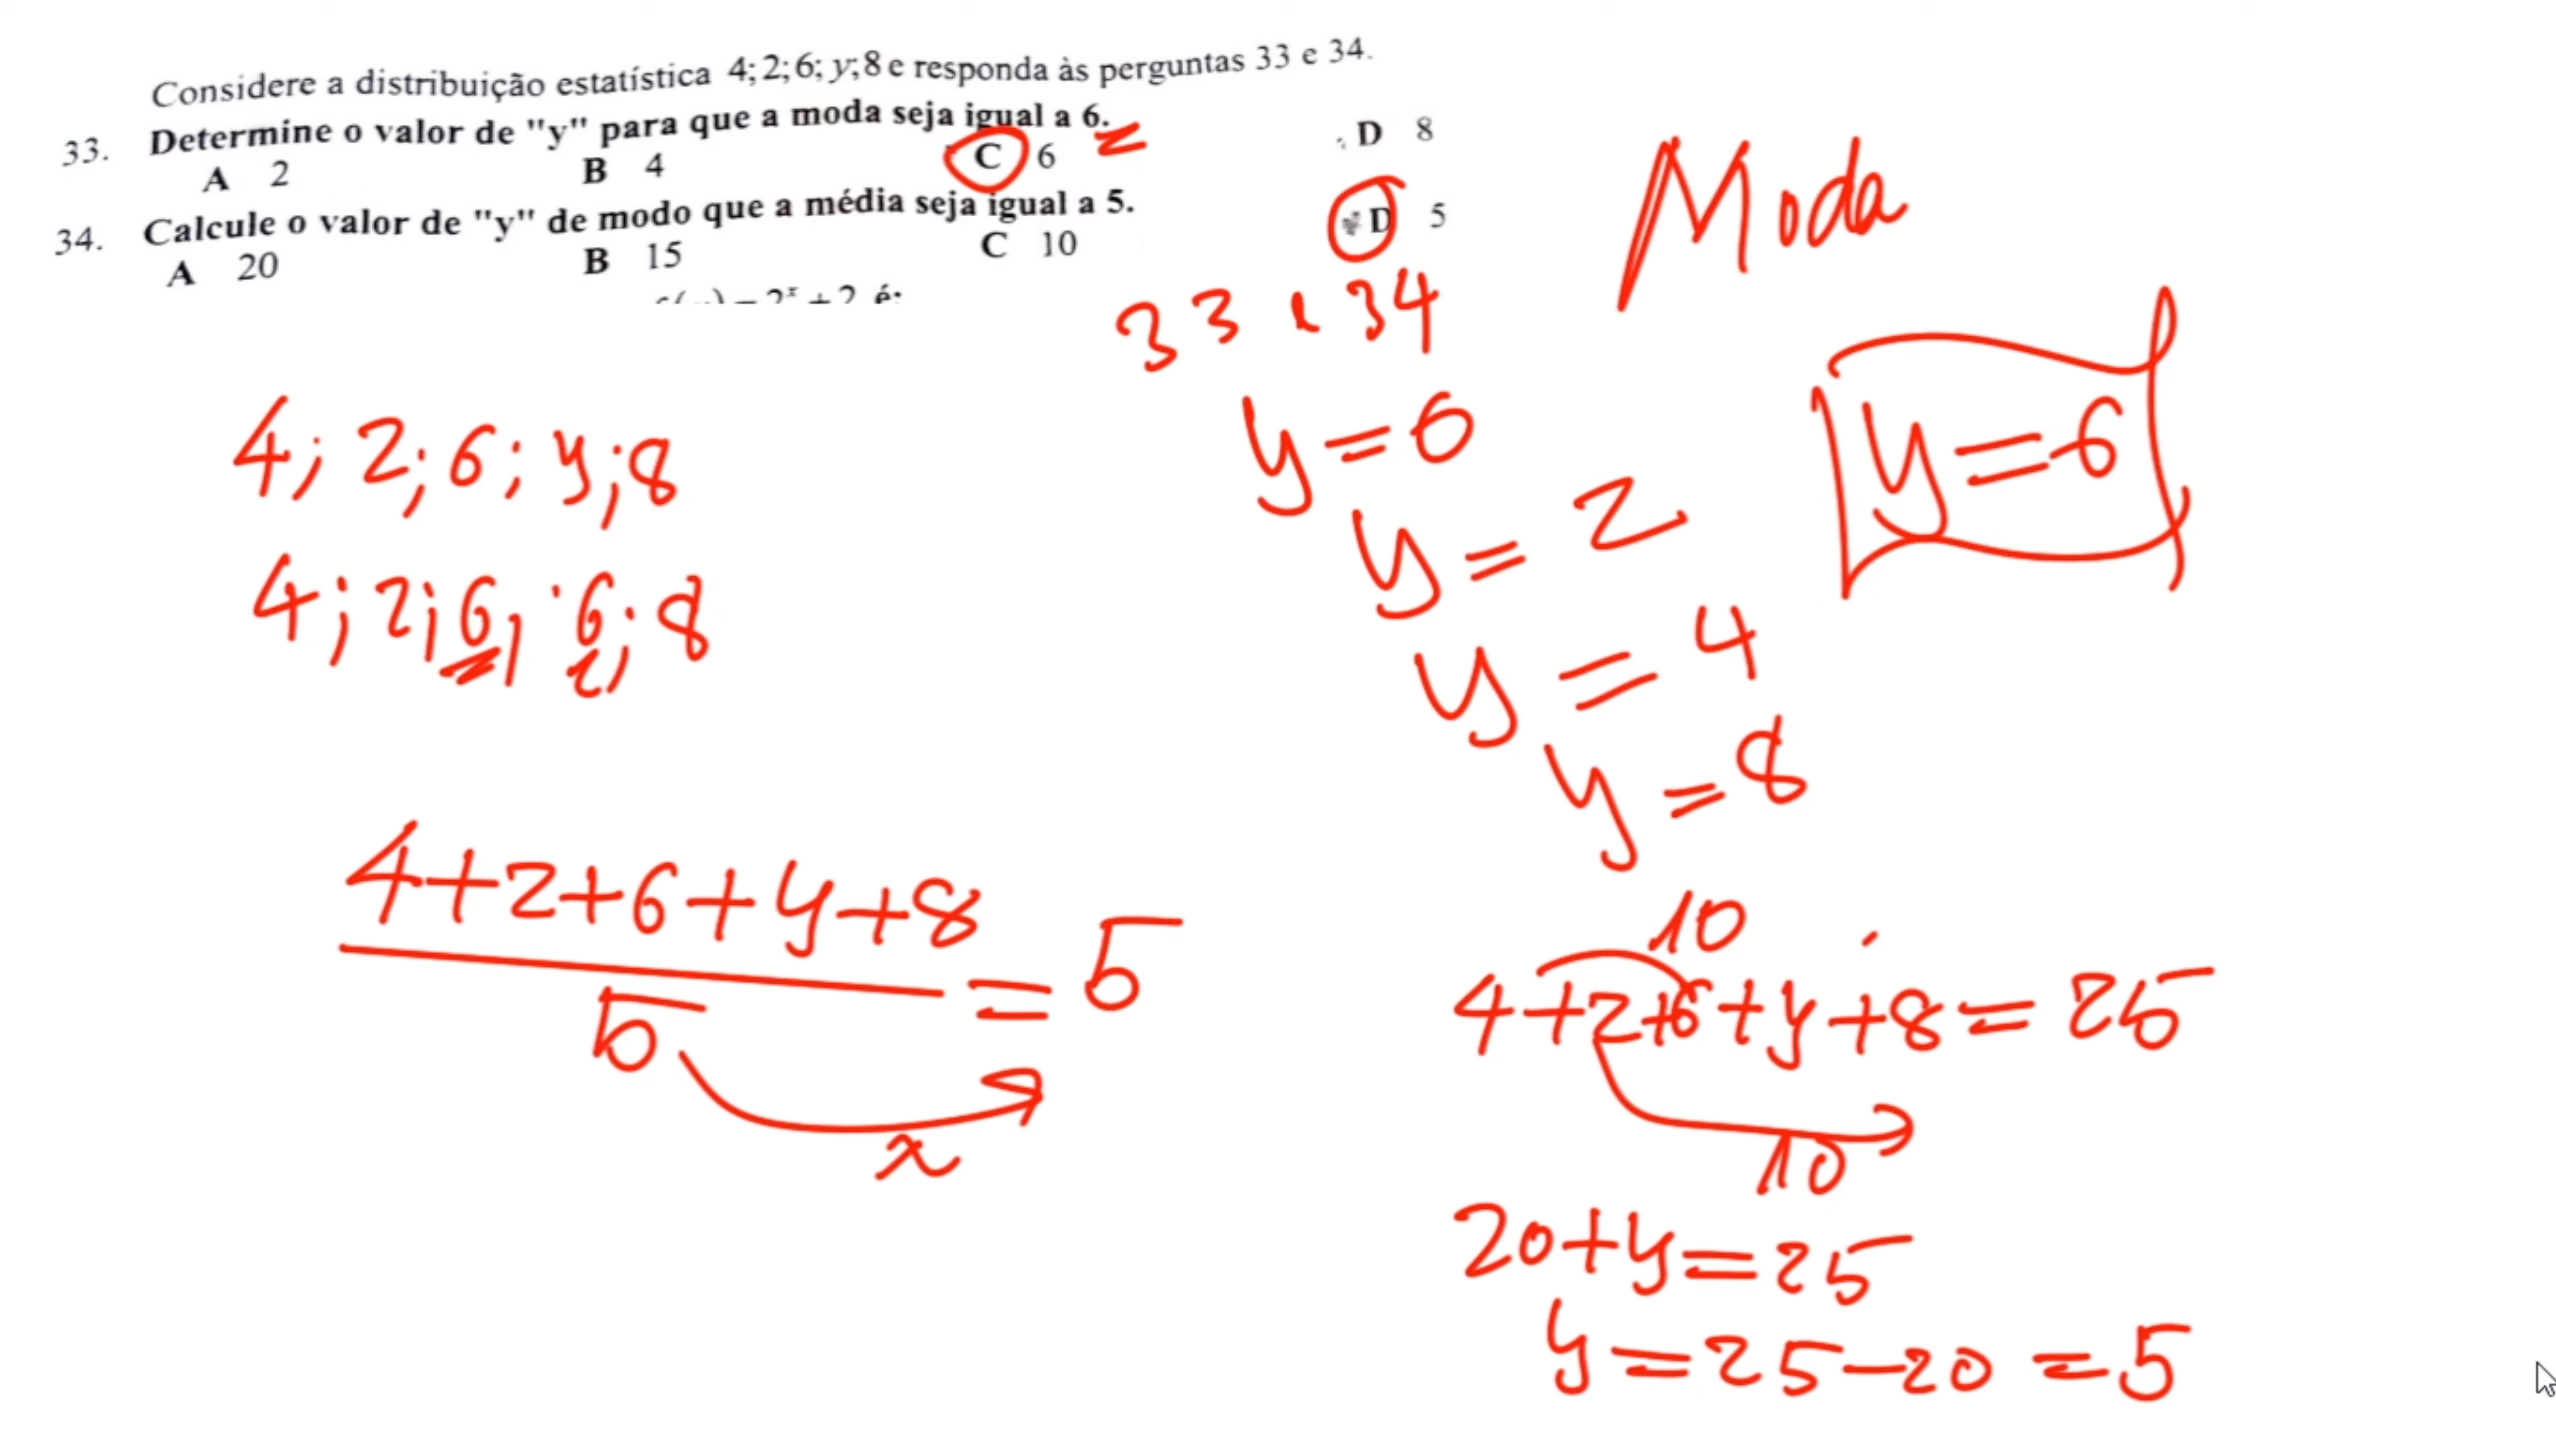 Considere a distribuição estatística 4; 2; 6; y; 8 e responda às perguntas 33 e 34.
33. Determine o valor de "y" para que a moda seja igual a 6.
A 2 B 4 C 6 D 8
34. Calcule o valor de "y" de modo que a média seja igual a 5.
A 20 B 15 C 10 D 5
= 2ˣ + 2 é:
Moda
33 e 34
4; 2; 6; y; 8
4; 2; 6; 6; 8
y = 6
y = 2
y = 4
y = 8
y = 6
4+2+6+y+8
5
= 5
x
10
4+2+6+y+8 = 25
10
20+y = 25
y = 25-20 = 5